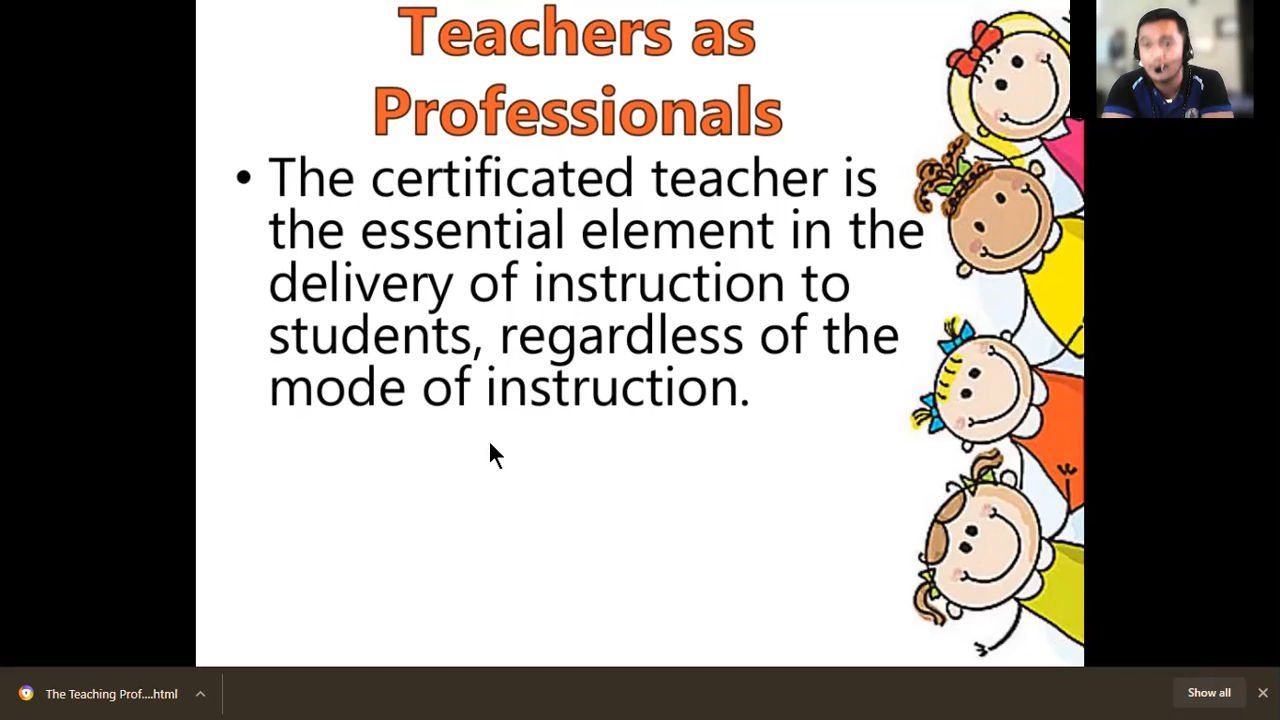 Teachers as
Professionals
• The certificated teacher is
the essential element in the
delivery of instruction to
students, regardless of the
mode of instruction.
The Teaching Prof....html
Show all